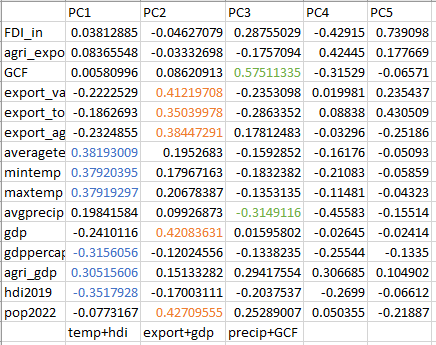 PC1 PC2 PC3 PC4 PC5
FDI_in 0.03812885 -0.04627079 0.28755029 -0.42915 0.739098
agri_expo 0.08365548 -0.03332698 -0.1757094 0.42445 0.177669
GCF 0.00580996 0.08620913 0.57511335 -0.31529 -0.06571
export_va -0.2222529 0.41219708 -0.2353098 0.019981 0.235437
export_to -0.1862693 0.35039978 -0.2863352 0.08838 0.430509
export_ag -0.2324855 0.38447291 0.17812483 -0.03296 -0.25186
averagete 0.38193009 0.1952683 -0.1592852 -0.16176 -0.05093
mintemp 0.37920395 0.17967163 -0.1832382 -0.21083 -0.05859
maxtemp 0.37919297 0.20678387 -0.1353135 -0.11481 -0.04323
avgprecip 0.19841584 0.09926873 -0.3149116 -0.45583 -0.15514
gdp -0.2410116 0.42083631 0.01595802 -0.02645 -0.02414
gdppercap -0.3156056 -0.12024556 -0.1338235 -0.25544 -0.1335
agri_gdp 0.30515606 0.15133282 0.29417554 0.306685 0.104902
hdi2019 -0.3517928 -0.17003111 -0.2037537 -0.2699 -0.06612
pop2022 -0.0773167 0.42709555 0.25289007 0.050355 -0.21887
temp+hdi export+gdp precip+GCF